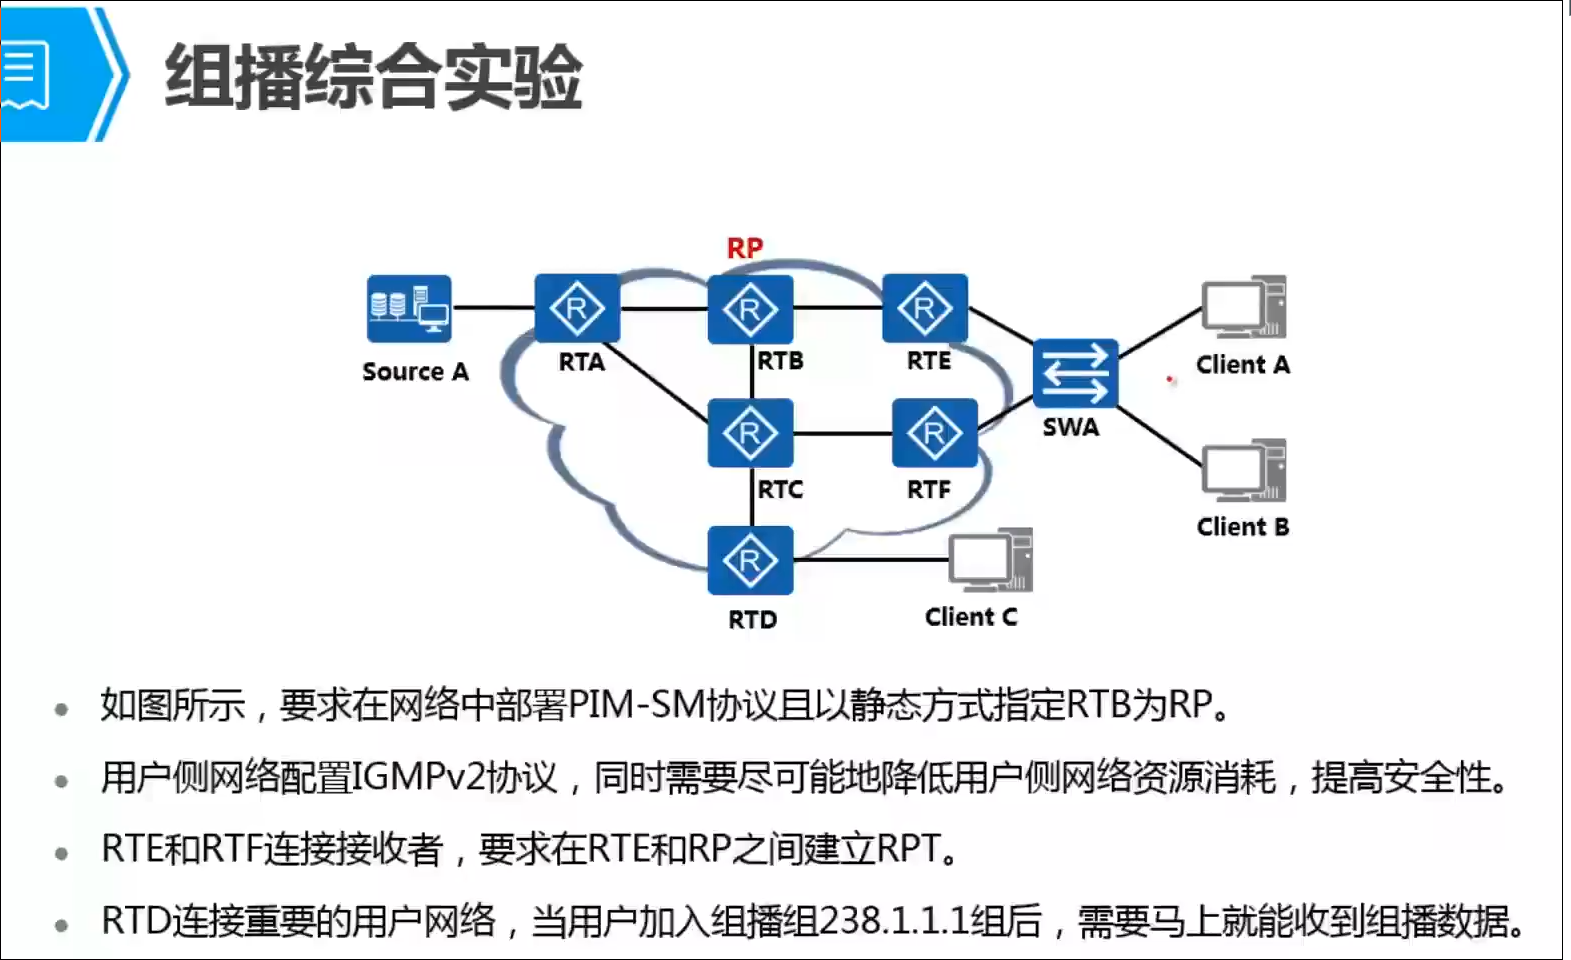 组播综合实验
RP
Source A
RTA
RTB
RTE
SWA
Client A
RTC
RTF
Client B
RTD
Client C
如图所示，要求在网络中部署PIM-SM协议且以静态方式指定RTB为RP。
用户侧网络配置IGMPv2协议，同时需要尽可能地降低用户侧网络资源消耗，提高安全性。
RTE和RTF连接接收者，要求在RTE和RP之间建立RPT。
RTD连接重要的用户网络，当用户加入组播组238.1.1.1组后，需要马上就能收到组播数据。